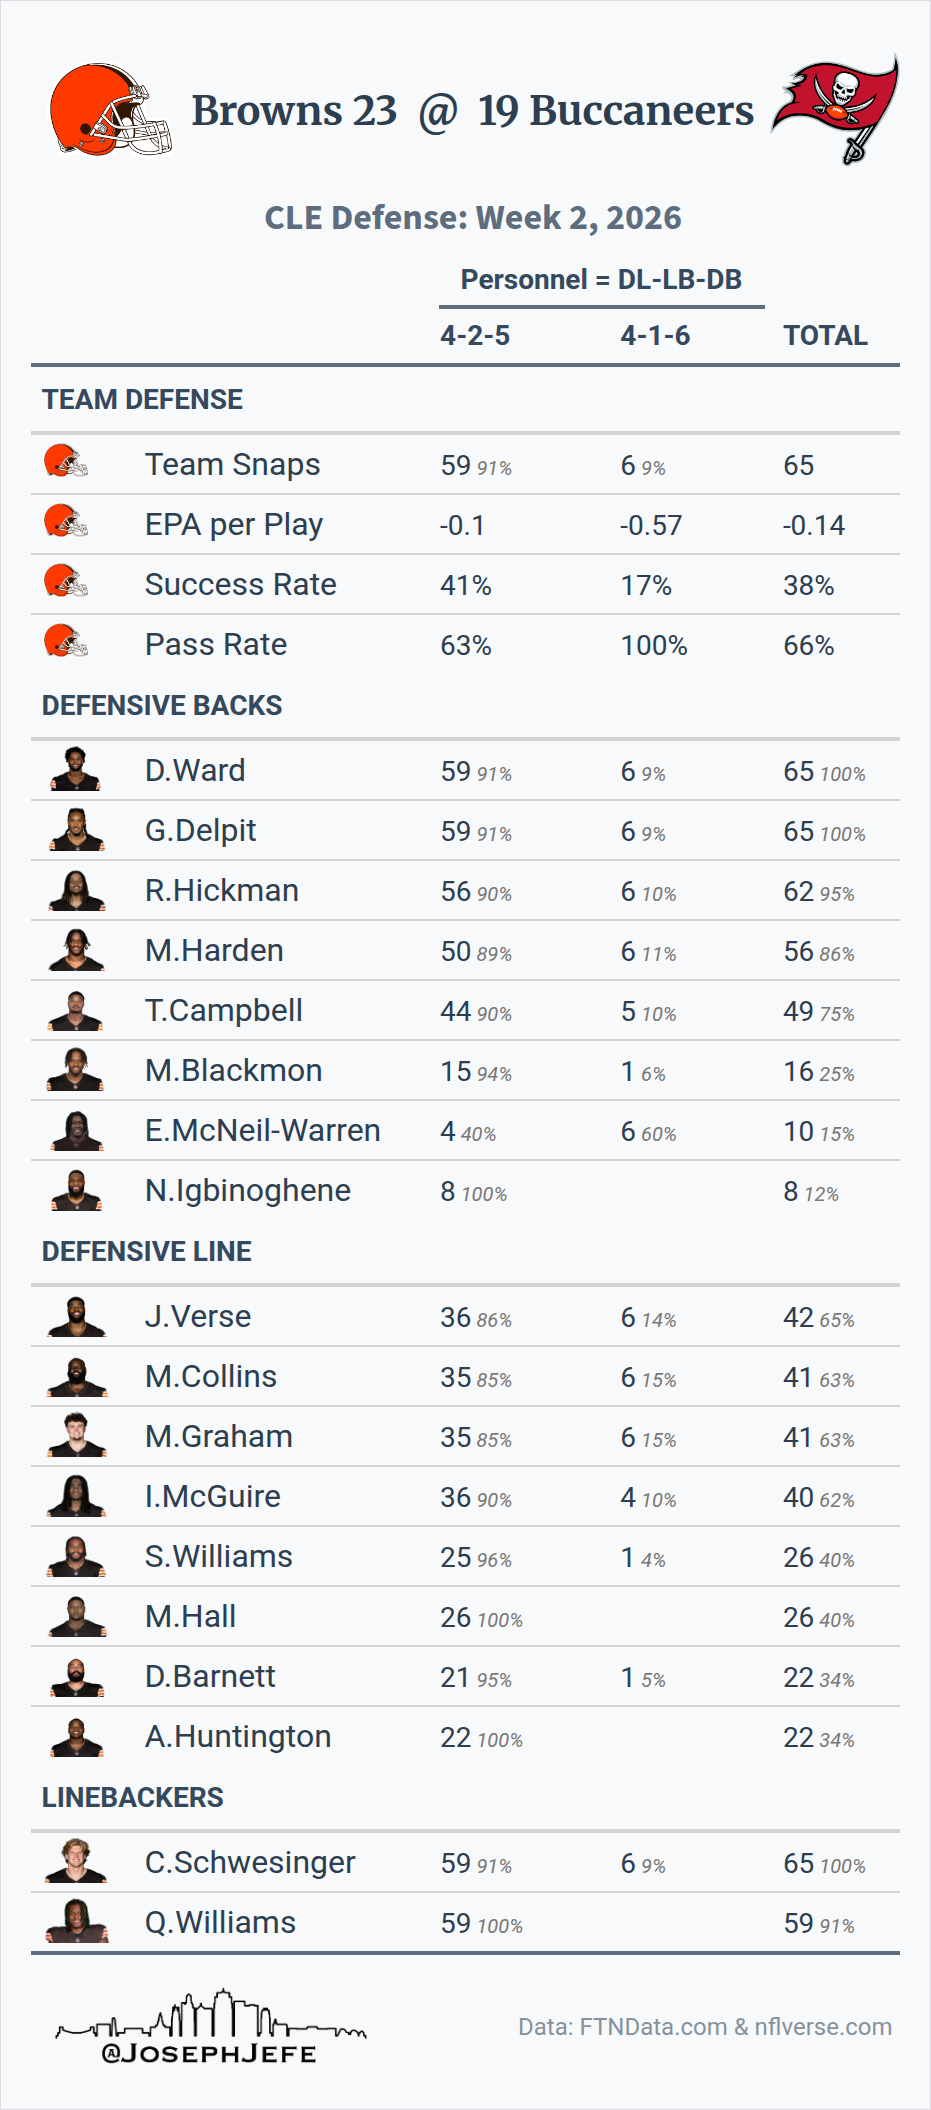 Browns 23 @ 19 Buccaneers
CLE Defense: Week 2, 2026
Personnel = DL-LB-DB
4-2-5 4-1-6 TOTAL
TEAM DEFENSE
Team Snaps 59 91% 6 9% 65
EPA per Play -0.1 -0.57 -0.14
Success Rate 41% 17% 38%
Pass Rate 63% 100% 66%
DEFENSIVE BACKS
D.Ward 59 91% 6 9% 65 100%
G.Delpit 59 91% 6 9% 65 100%
R.Hickman 56 90% 6 10% 62 95%
M.Harden 50 89% 6 11% 56 86%
T.Campbell 44 90% 5 10% 49 75%
M.Blackmon 15 94% 1 6% 16 25%
E.McNeil-Warren 4 40% 6 60% 10 15%
N.Igbinoghene 8 100% 8 12%
DEFENSIVE LINE
J.Verse 36 86% 6 14% 42 65%
M.Collins 35 85% 6 15% 41 63%
M.Graham 35 85% 6 15% 41 63%
I.McGuire 36 90% 4 10% 40 62%
S.Williams 25 96% 1 4% 26 40%
M.Hall 26 100% 26 40%
D.Barnett 21 95% 1 5% 22 34%
A.Huntington 22 100% 22 34%
LINEBACKERS
C.Schwesinger 59 91% 6 9% 65 100%
Q.Williams 59 100% 59 91%
@JosephJefe
Data: FTNData.com & nflverse.com